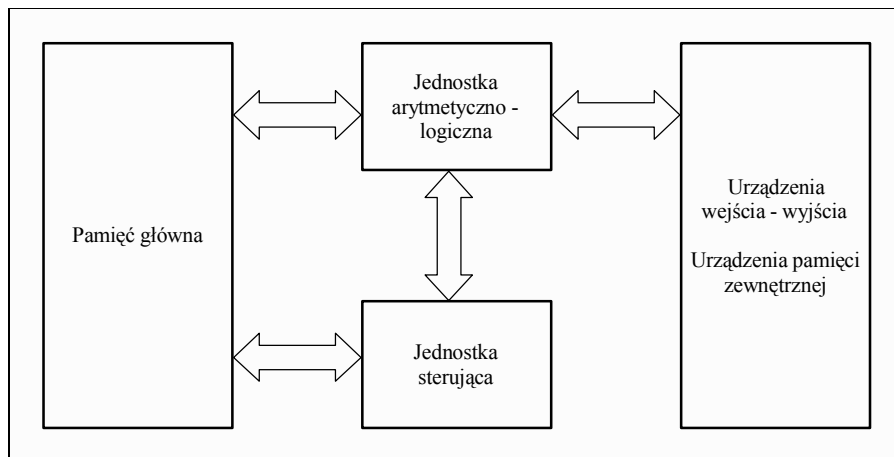 Pamięć główna
Jednostka
arytmetyczno -
logiczna
Jednostka
sterująca
Urządzenia
wejścia - wyjścia
Urządzenia pamięci
zewnętrznej